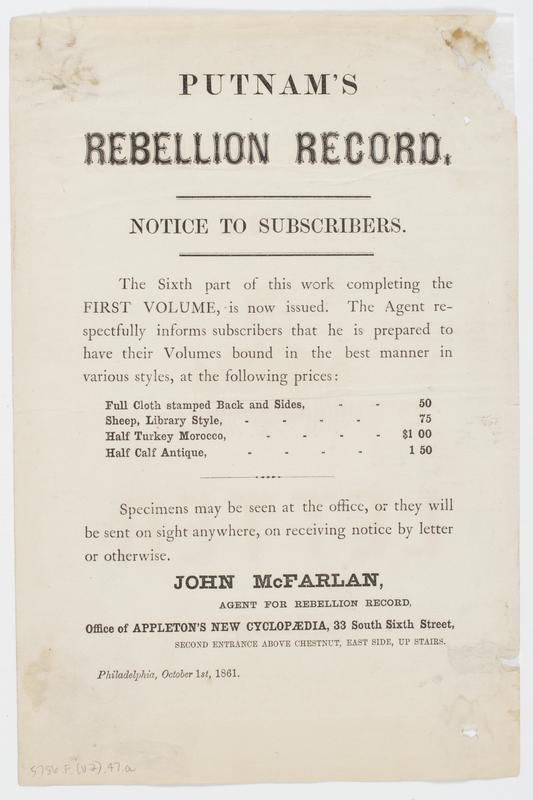 PUTNAM'S
REBELLION RECORD.
NOTICE TO SUBSCRIBERS.
The Sixth part of this work completing the
FIRST VOLUME, is now issued. The Agent re-
spectfully informs subscribers that he is prepared to
have their Volumes bound in the best manner in
various styles, at the following prices:
Full Cloth stamped Back and Sides, - - 50
Sheep, Library Style, - - - - 75
Half Turkey Morocco, - - - - $1 00
Half Calf Antique, - - - - 1 50
Specimens may be seen at the office, or they will
be sent on sight anywhere, on receiving notice by letter
or otherwise.
JOHN McFARLAN,
AGENT FOR REBELLION RECORD,
Office of APPLETON'S NEW CYCLOPÆDIA, 33 South Sixth Street,
SECOND ENTRANCE ABOVE CHESTNUT, EAST SIDE, UP STAIRS.
Philadelphia, October 1st, 1861.
5786.F.(v 2).47.a